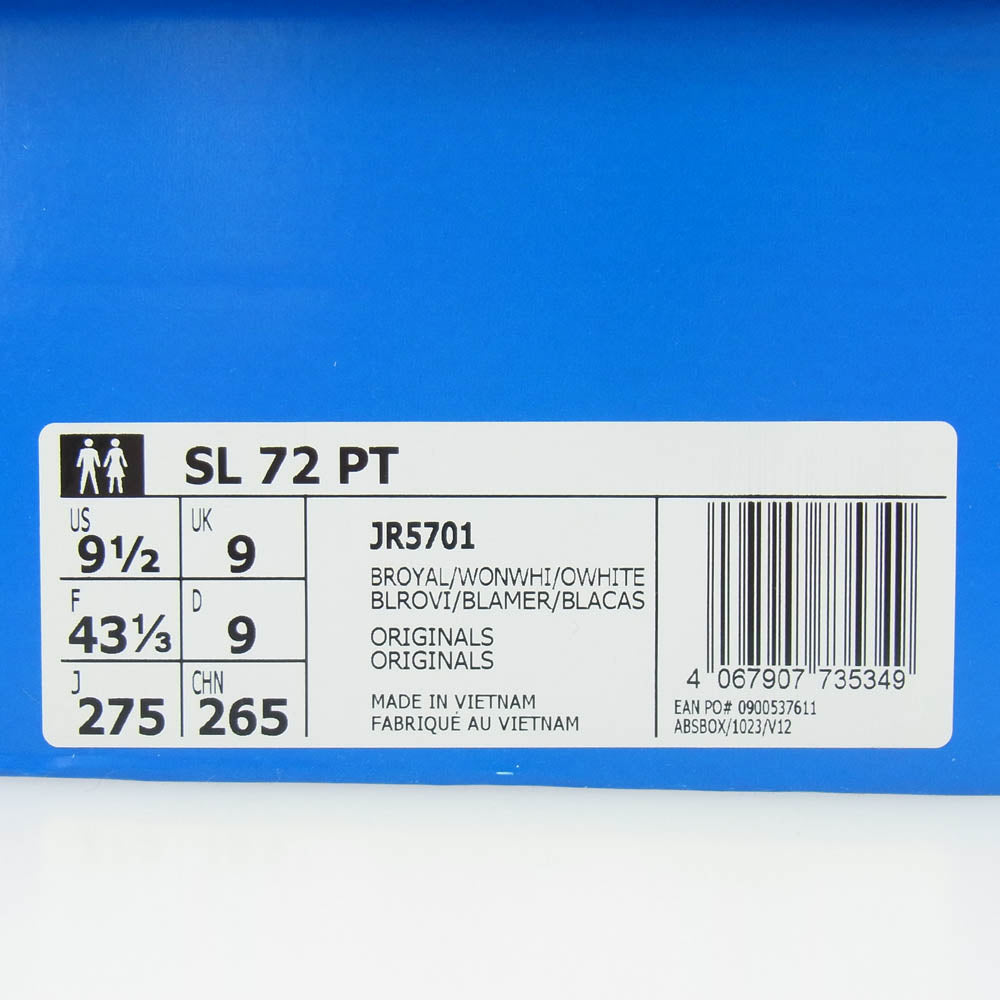 SL 72 PT
US 9½ UK 9
F 43⅓ D 9
J 275 CHN 265
JR5701
BROYAL/WONWHI/OWHITE
BLROVI/BLAMER/BLACAS
ORIGINALS
ORIGINALS
MADE IN VIETNAM
FABRIQUÉ AU VIETNAM
4 067907 735349
EAN PO# 0900537611
ABSBOX/1023/V12